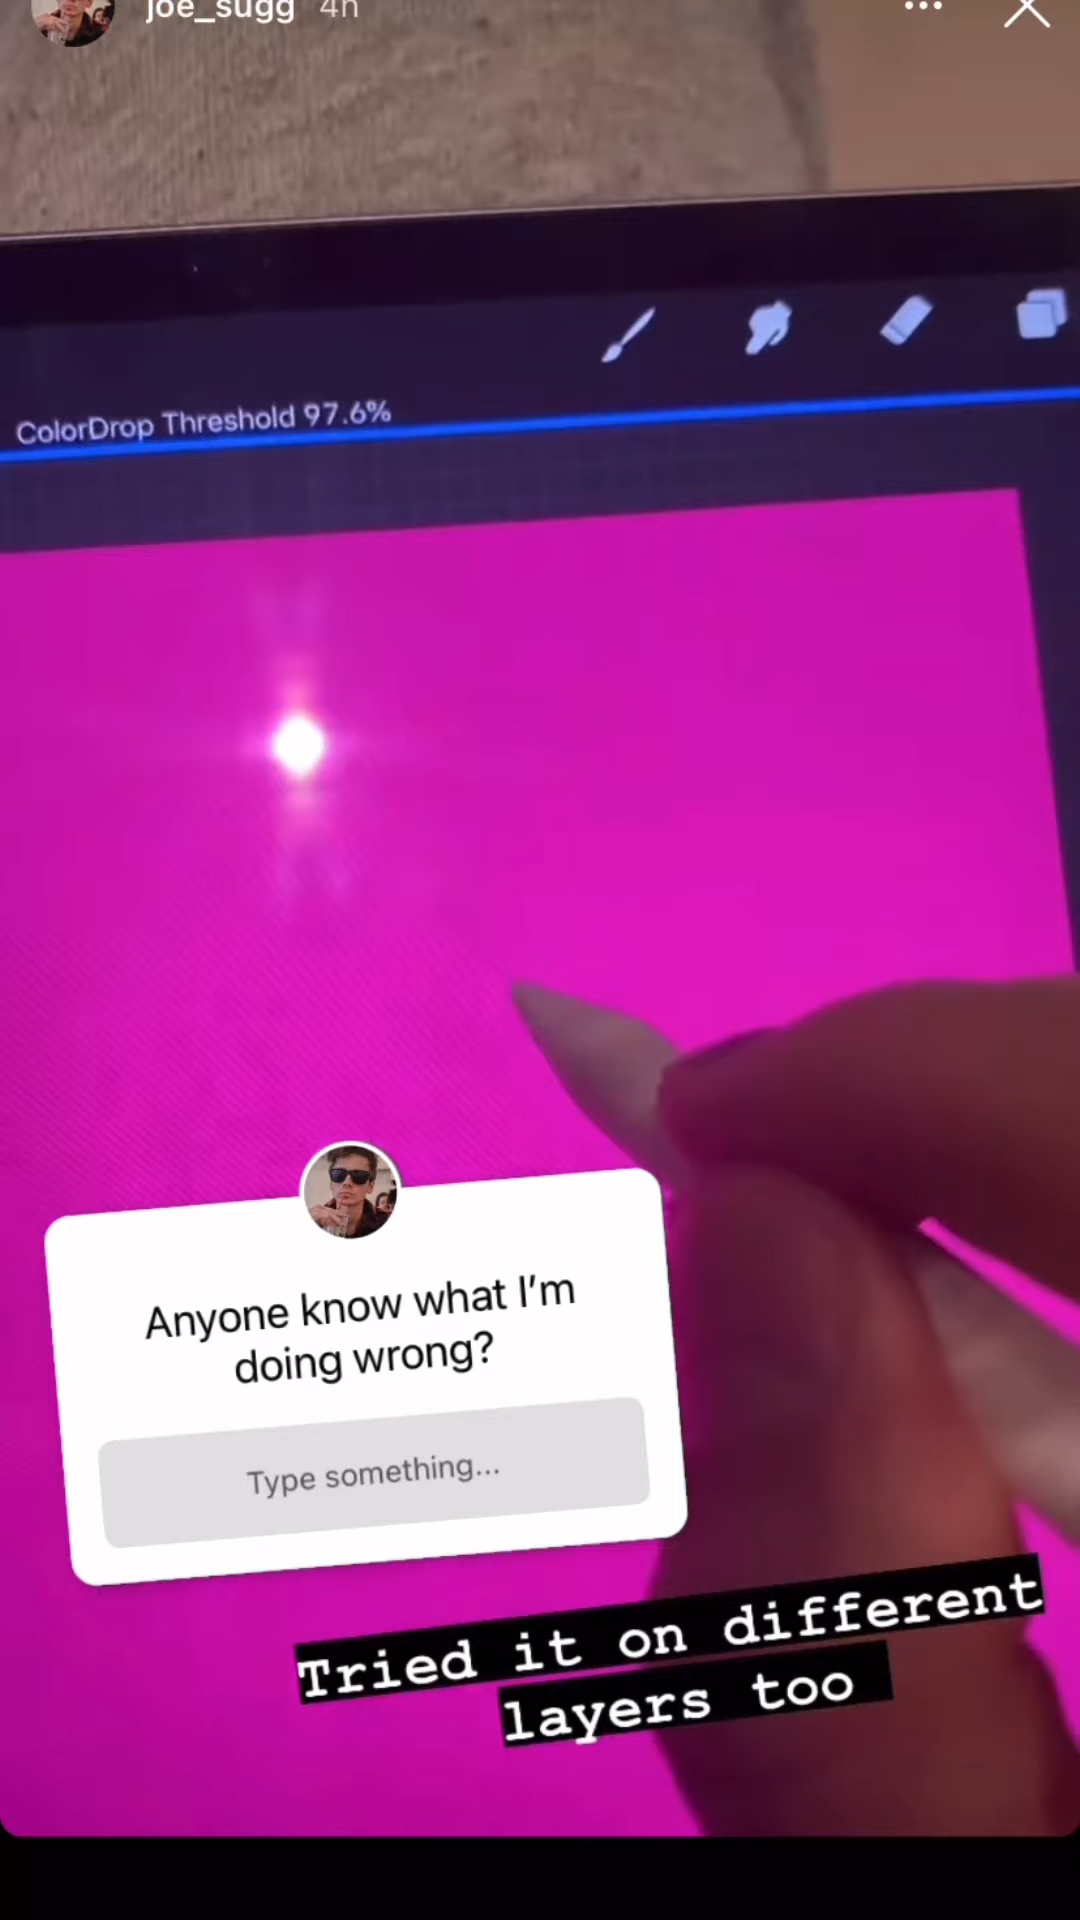 joe_sugg 4h
ColorDrop Threshold 97.6%
Anyone know what I'm
doing wrong?
Type something...
Tried it on different
layers too